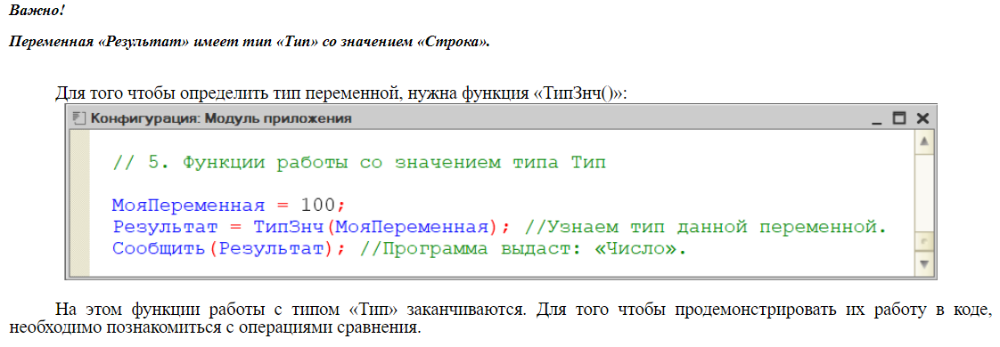 Важно!
Переменная «Результат» имеет тип «Тип» со значением «Строка».
Для того чтобы определить тип переменной, нужна функция «ТипЗнч()»:
Конфигурация: Модуль приложения
// 5. Функции работы со значением типа Тип
МояПеременная = 100;
Результат = ТипЗнч(МояПеременная); //Узнаем тип данной переменной.
Сообщить(Результат); //Программа выдаст: «Число».
На этом функции работы с типом «Тип» заканчиваются. Для того чтобы продемонстрировать их работу в коде,
необходимо познакомиться с операциями сравнения.